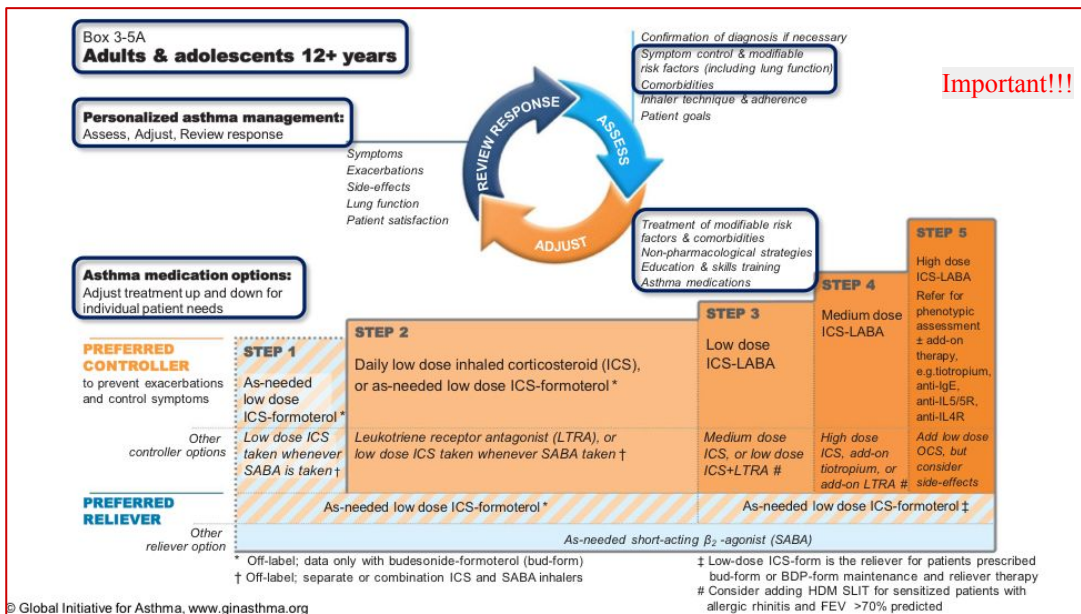 Box 3-5A
Adults & adolescents 12+ years
Personalized asthma management:
Assess, Adjust, Review response
Symptoms
Exacerbations
Side-effects
Lung function
Patient satisfaction
REVIEW RESPONSE
ASSESS
ADJUST
Confirmation of diagnosis if necessary
Symptom control & modifiable
risk factors (including lung function)
Comorbidities
Inhaler technique & adherence
Patient goals
Important!!!
Treatment of modifiable risk
factors & comorbidities
Non-pharmacological strategies
Education & skills training
Asthma medications
Asthma medication options:
Adjust treatment up and down for
individual patient needs
PREFERRED
CONTROLLER
to prevent exacerbations
and control symptoms
STEP 1
As-needed
low dose
ICS-formoterol *
STEP 2
Daily low dose inhaled corticosteroid (ICS),
or as-needed low dose ICS-formoterol *
STEP 3
Low dose
ICS-LABA
STEP 4
Medium dose
ICS-LABA
STEP 5
High dose
ICS-LABA
Refer for
phenotypic
assessment
± add-on
therapy,
e.g.tiotropium,
anti-IgE,
anti-IL5/5R,
anti-IL4R
Other
controller options
Low dose ICS
taken whenever
SABA is taken †
Leukotriene receptor antagonist (LTRA), or
low dose ICS taken whenever SABA taken †
Medium dose
ICS, or low dose
ICS+LTRA #
High dose
ICS, add-on
tiotropium, or
add-on LTRA #
Add low dose
OCS, but
consider
side-effects
PREFERRED
RELIEVER
As-needed low dose ICS-formoterol *
As-needed low dose ICS-formoterol ‡
Other
reliever option
As-needed short-acting β₂ -agonist (SABA)
* Off-label; data only with budesonide-formoterol (bud-form)
† Off-label; separate or combination ICS and SABA inhalers
‡ Low-dose ICS-form is the reliever for patients prescribed
bud-form or BDP-form maintenance and reliever therapy
# Consider adding HDM SLIT for sensitized patients with
allergic rhinitis and FEV >70% predicted
© Global Initiative for Asthma, www.ginasthma.org